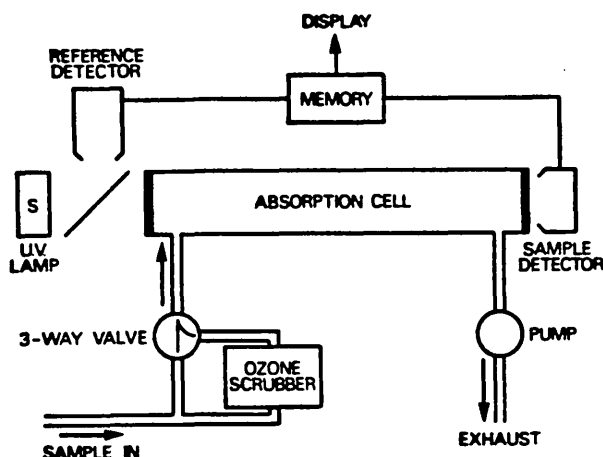 DISPLAY
REFERENCE
DETECTOR
MEMORY
S
U.V.
LAMP
ABSORPTION CELL
SAMPLE
DETECTOR
3-WAY VALVE
OZONE
SCRUBBER
PUMP
SAMPLE IN
EXHAUST